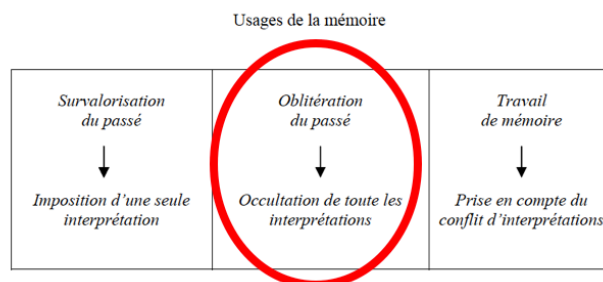 Usages de la mémoire
Survalorisation
du passé
Imposition d'une seule
interprétation
Oblitération
du passé
Occultation de toute les
interprétations
Travail
de mémoire
Prise en compte du
conflit d'interprétations